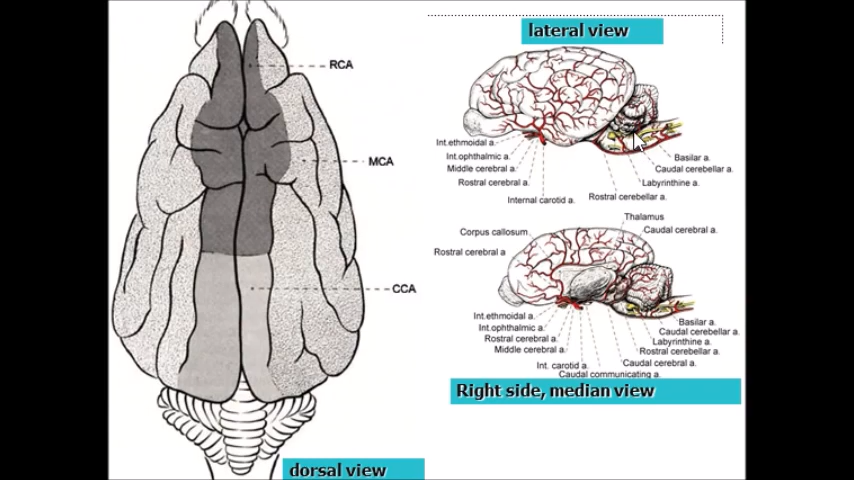 RCA
MCA
CCA
dorsal view
lateral view
Int.ethmoidal a.
Int.ophthalmic a.
Middle cerebral a.
Rostral cerebral a.
Internal carotid a.
Basilar a.
Caudal cerebellar a.
Labyrinthine a.
Rostral cerebellar a.
Thalamus
Corpus callosum
Caudal cerebral a.
Rostral cerebral a
Int.ethmoidal a.
Int.ophthalmic a.
Rostral cerebral a.
Middle cerebral a.
Int. carotid a.
Caudal communicating a.
Basilar a.
Caudal cerebellar a.
Labyrinthine a.
Rostral cerebellar a.
Caudal cerebral a.
Right side, median view